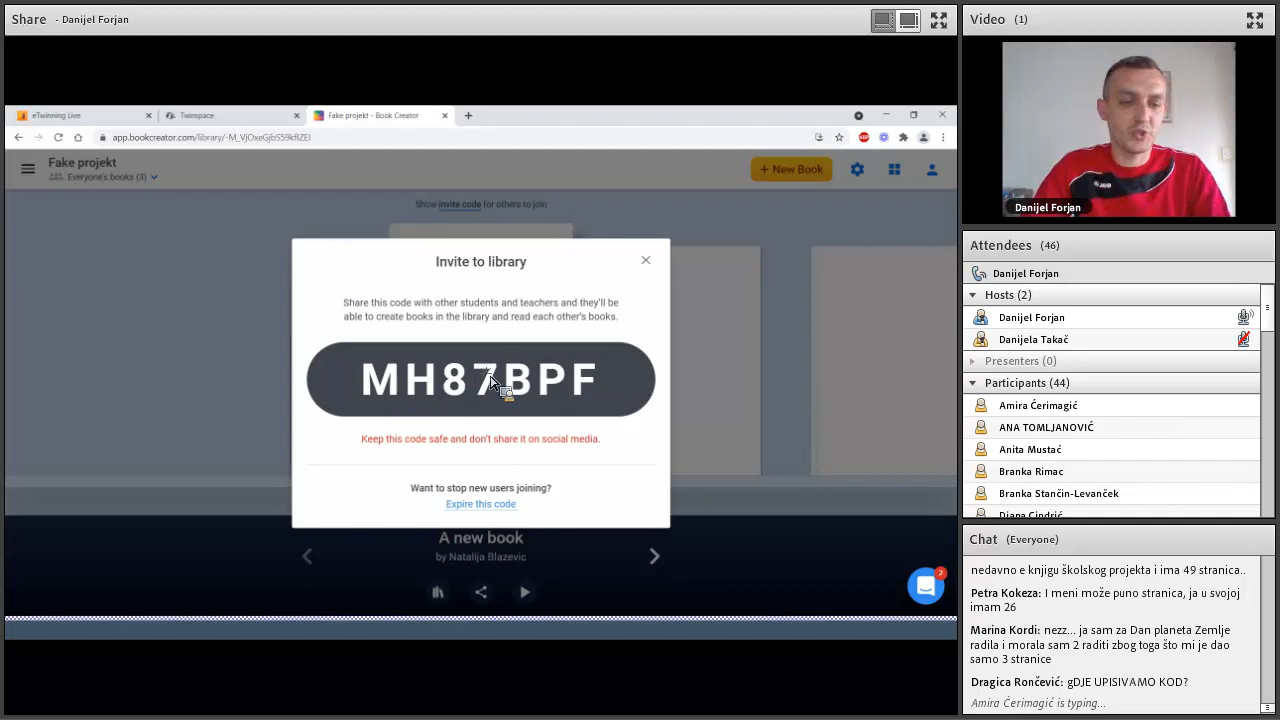 Share - Danijel Forjan
eTwinning Live
Twinspace
Fake projekt - Book Creator
Fake projekt
Everyone's books (3)
+ New Book
Show invite code for others to join.
Invite to library
Share this code with other students and teachers and they'll be
able to create books in the library and read each other's books.
MH87BPF
Keep this code safe and don't share it on social media.
Want to stop new users joining?
Expire this code
A new book
by Natalija Blazevic
2
Video (1)
Danijel Forjan
Attendees (46)
Danijel Forjan
Hosts (2)
Danijel Forjan
Danijela Takač
Presenters (0)
Participants (44)
Amira Ćerimagić
ANA TOMLJANOVIĆ
Anita Mustać
Branka Rimac
Branka Stančin-Levanček
Diana Cindrić
Chat (Everyone)
nedavno e knjigu školskog projekta i ima 49 stranica..
Petra Kokeza: I meni može puno stranica, ja u svojoj
imam 26
Marina Kordi: nezz... ja sam za Dan planeta Zemlje
radila i morala sam 2 raditi zbog toga što mi je dao
samo 3 stranice
Dragica Rončević: gDJE UPISIVAMO KOD?
Amira Ćerimagić is typing...